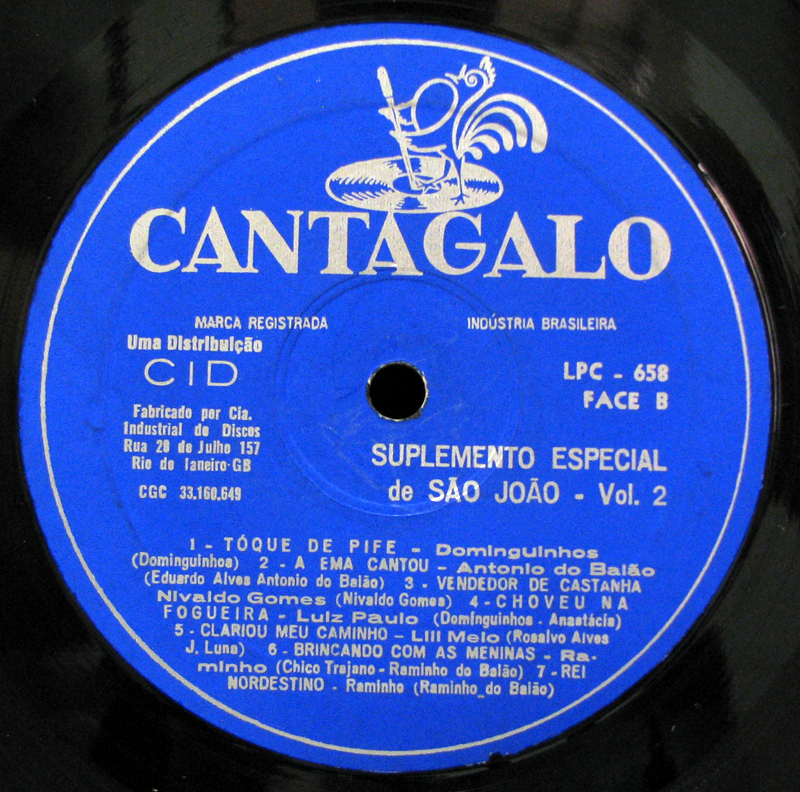 CANTAGALO
MARCA REGISTRADA
INDÚSTRIA BRASILEIRA
Uma Distribuição
CID
Fabricado por Cia.
Industrial de Discos
Rua 28 de Julho 157
Rio de Janeiro-GB
CGC 33.160.649
LPC - 658
FACE B
SUPLEMENTO ESPECIAL
de SÃO JOÃO - Vol. 2
1 - TÓQUE DE PIFE - Dominguinhos
(Dominguinhos) 2 - A EMA CANTOU - Antonio do Baião
(Eduardo Alves Antonio do Baião) 3 - VENDEDOR DE CASTANHA
Nivaldo Gomes (Nivaldo Gomes) 4 - CHOVEU NA
FOGUEIRA - Luiz Paulo (Dominguinhos - Anastácia)
5 - CLARIOU MEU CAMINHO - Lili Melo (Rosalvo Alves
J. Luna) 6 - BRINCANDO COM AS MENINAS - Ra-
minho (Chico Trajano - Raminho do Baião) 7 - REI
NORDESTINO - Raminho (Raminho do Baião)